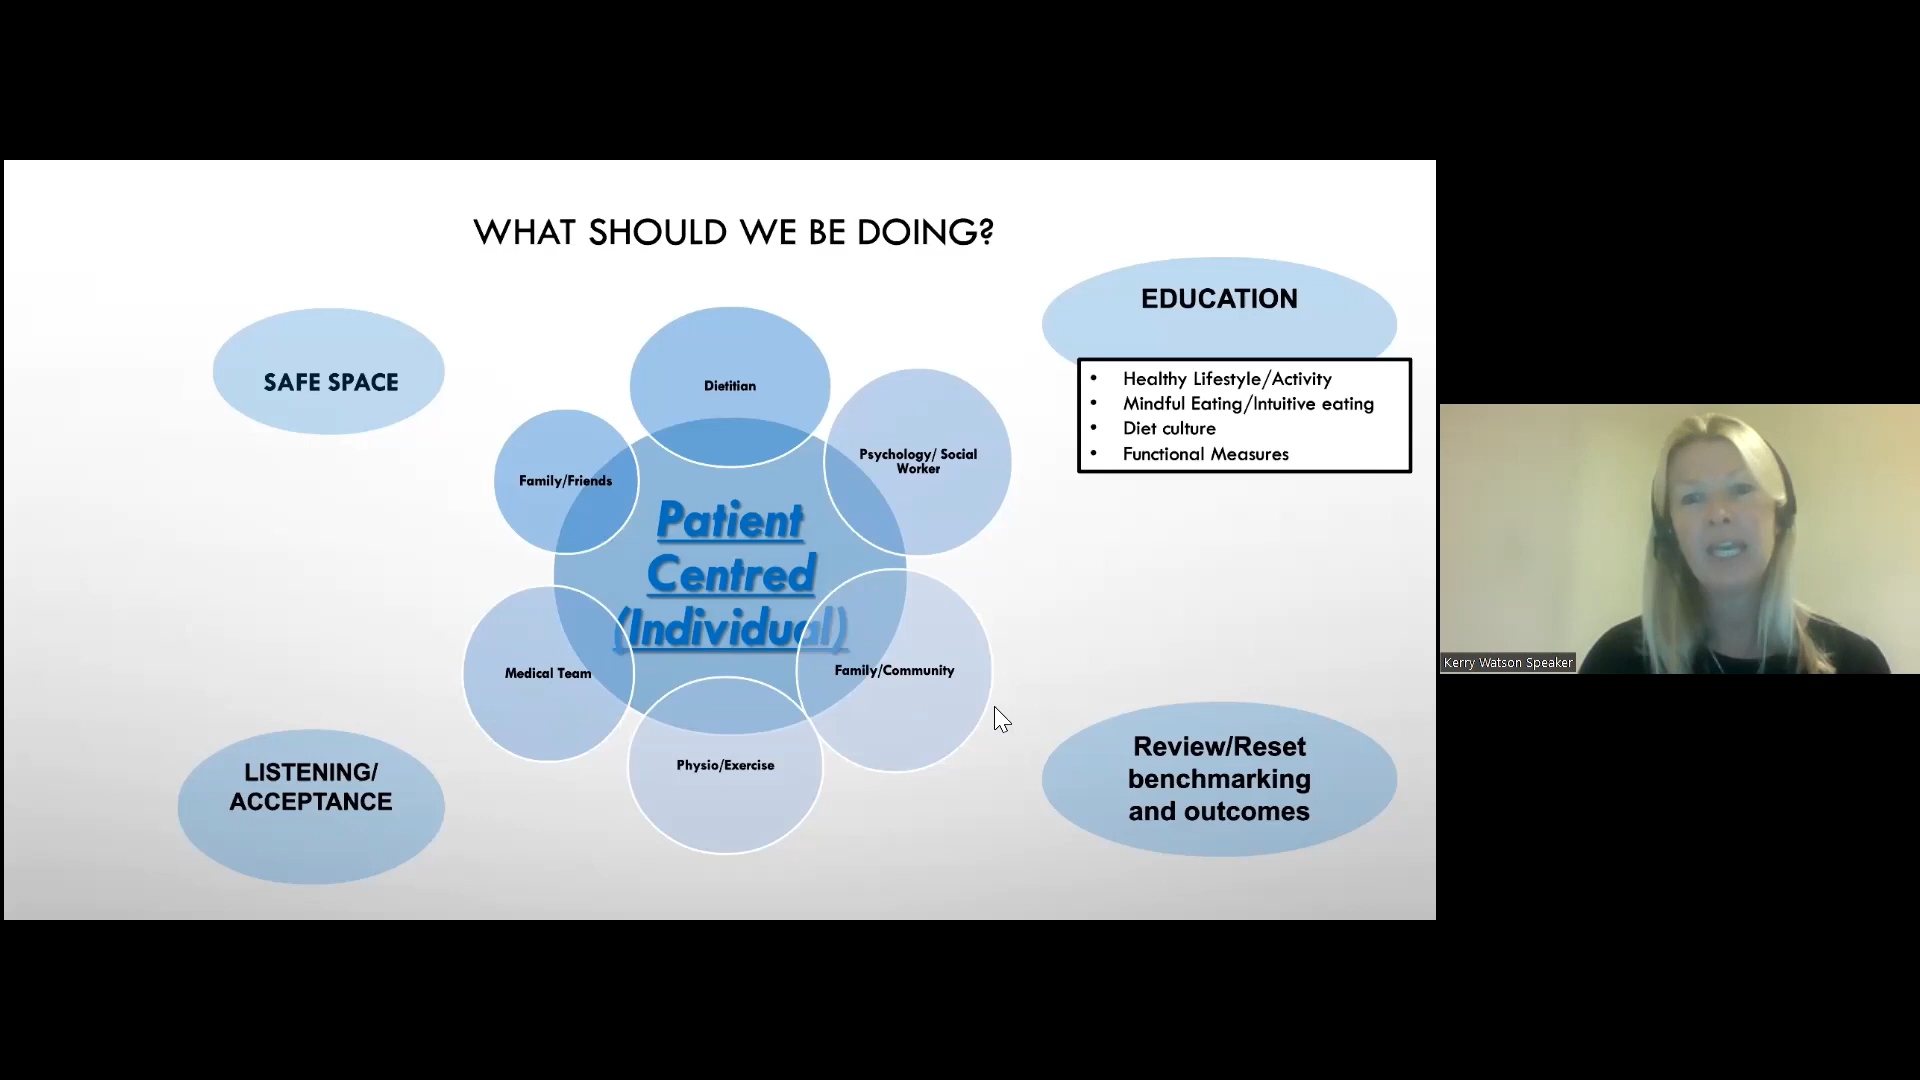 WHAT SHOULD WE BE DOING?
SAFE SPACE
EDUCATION
• Healthy Lifestyle/Activity
• Mindful Eating/Intuitive eating
• Diet culture
• Functional Measures
Dietitian
Psychology/ Social
Worker
Family/Friends
Patient
Centred
(Individual)
Medical Team
Family/Community
Physio/Exercise
LISTENING/
ACCEPTANCE
Review/Reset
benchmarking
and outcomes
Kerry Watson Speaker